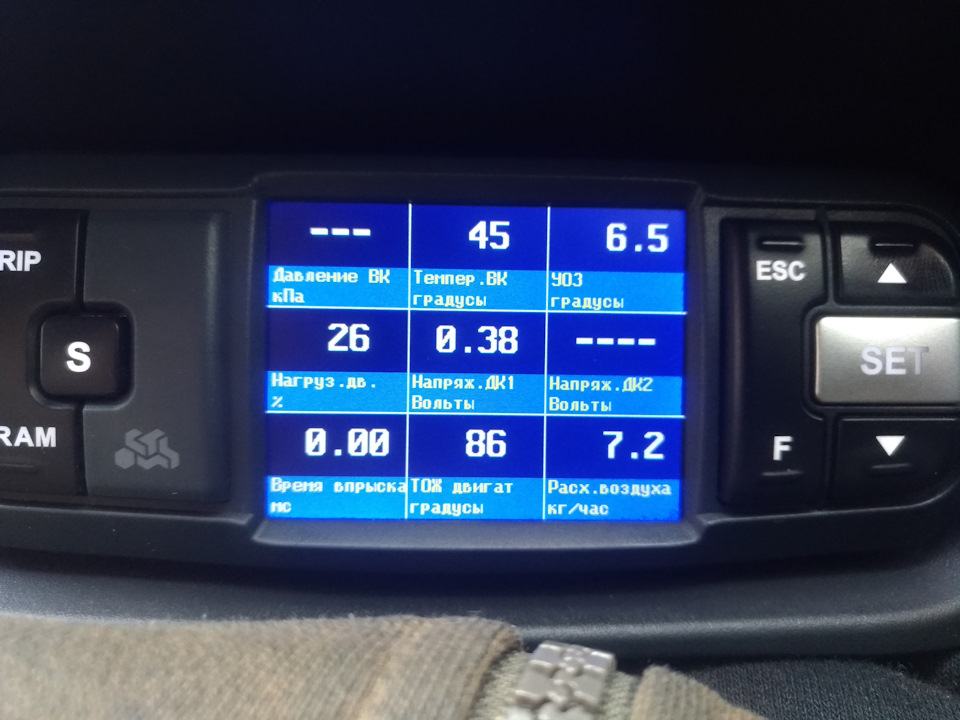 RIP
S
RAM
---
45
6.5
Давление ВК
кПа
Темпер.ВК
градусы
УОЗ
градусы
26
0.38
----
Нагруз.дв.
%
Напряж.ДК1
Вольты
Напряж.ДК2
Вольты
0.00
86
7.2
Время впрыска
мс
ТОЖ двигат
градусы
Расх.воздуха
кг/час
ESC
▲
SET
F
▼